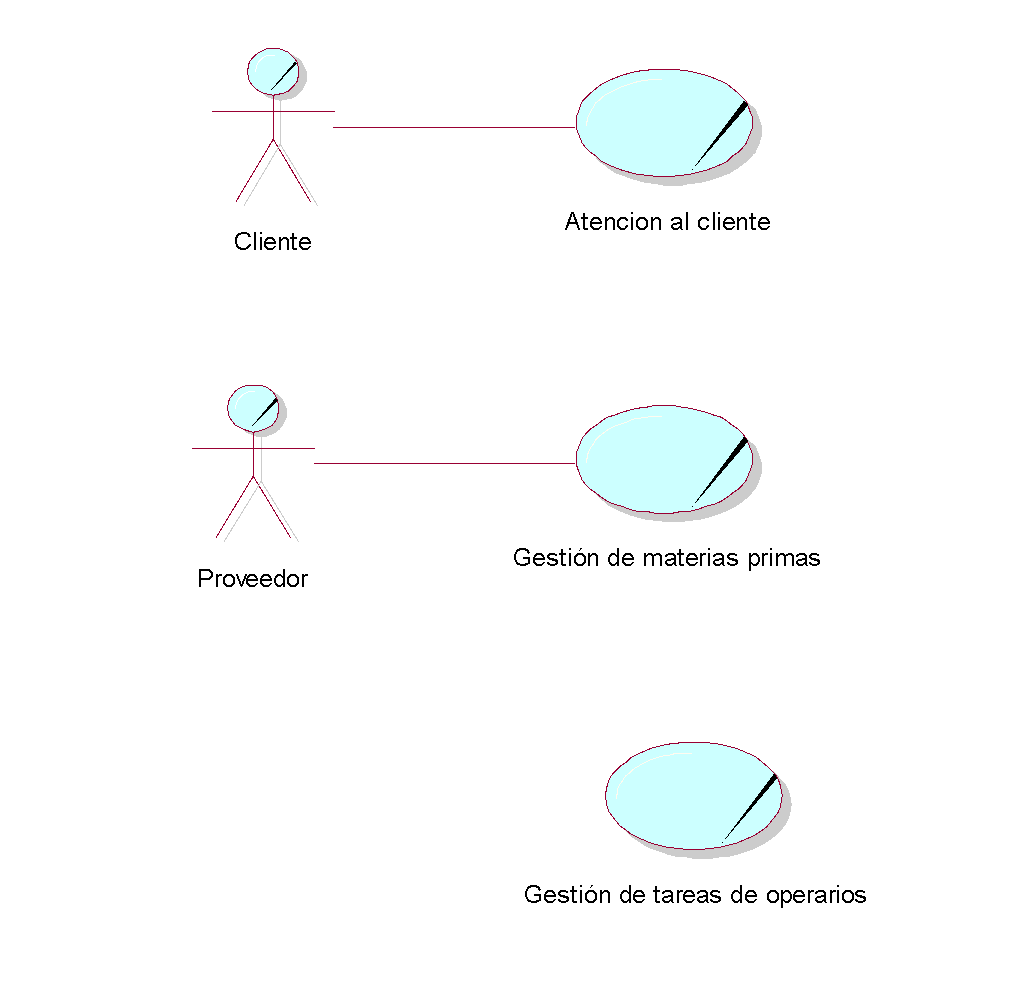 Cliente
Atencion al cliente
Proveedor
Gestión de materias primas
Gestión de tareas de operarios